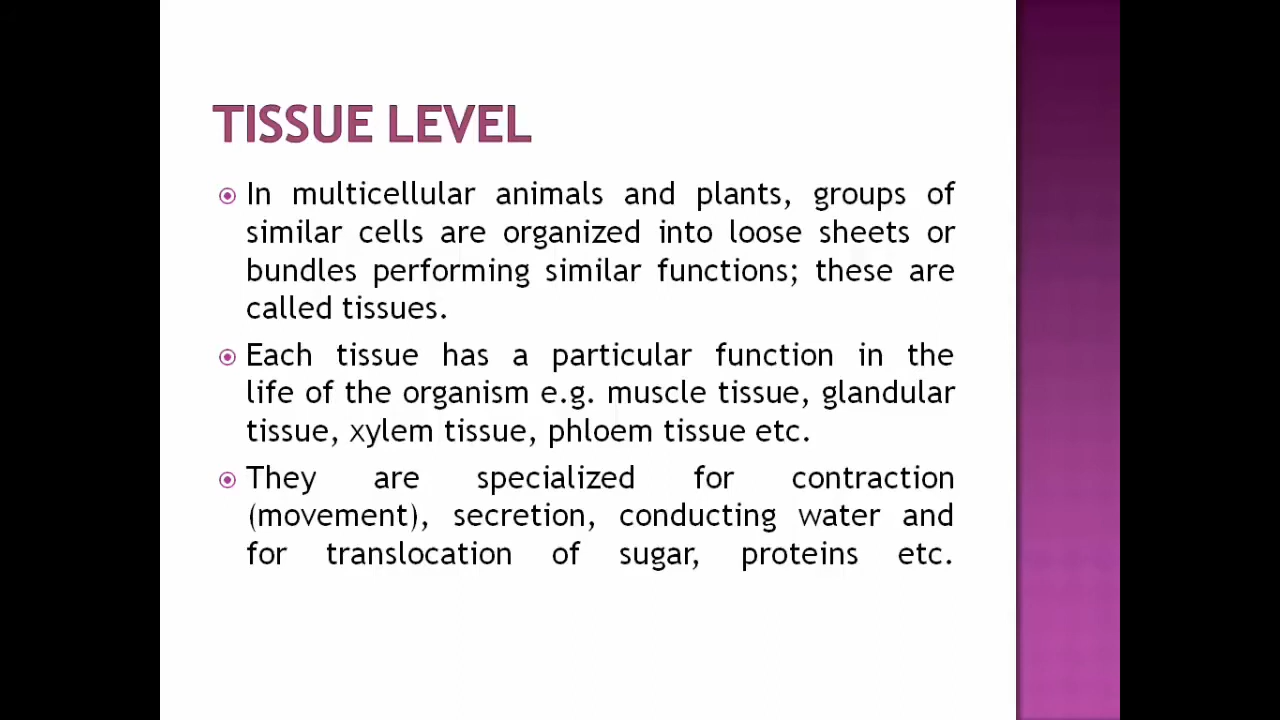 TISSUE LEVEL
In multicellular animals and plants, groups of
similar cells are organized into loose sheets or
bundles performing similar functions; these are
called tissues.
Each tissue has a particular function in the
life of the organism e.g. muscle tissue, glandular
tissue, xylem tissue, phloem tissue etc.
They are specialized for contraction
(movement), secretion, conducting water and
for translocation of sugar, proteins etc.